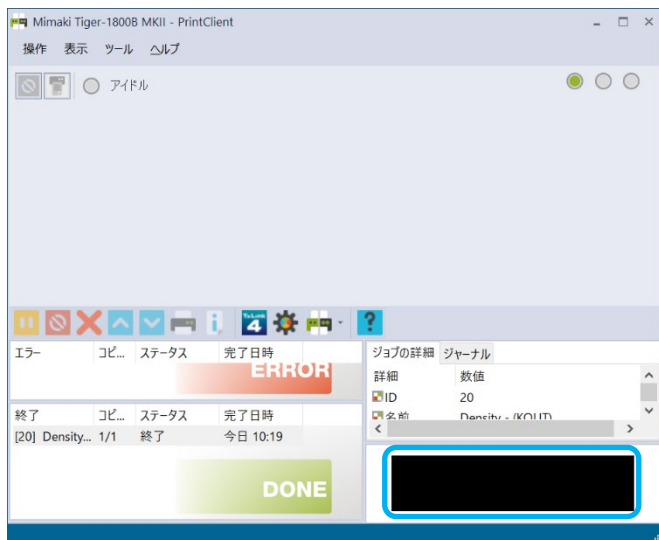 Mimaki Tiger-1800B MKII - PrintClient
操作 表示 ツール ヘルプ
アイドル
TxLink
4
エラー コピ... ステータス 完了日時
ERROR
ジョブの詳細 ジャーナル
詳細 数値
ID 20
名前 Density - (KOUT)
終了 コピ... ステータス 完了日時
[20] Density... 1/1 終了 今日 10:19
DONE